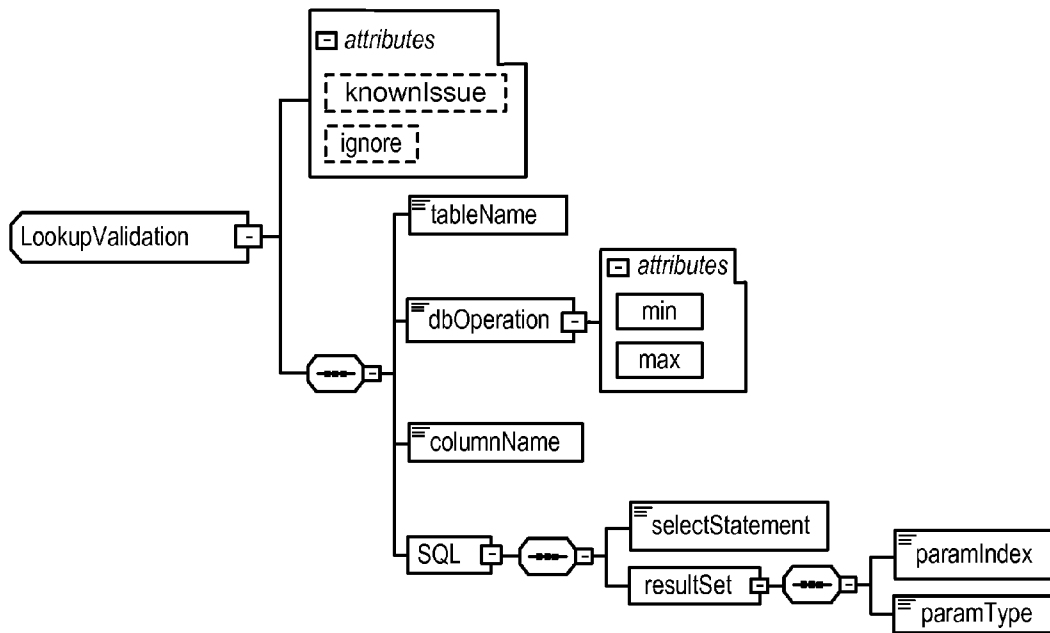 attributes
knownIssue
ignore
LookupValidation
tableName
dbOperation
attributes
min
max
columnName
SQL
selectStatement
resultSet
paramIndex
paramType